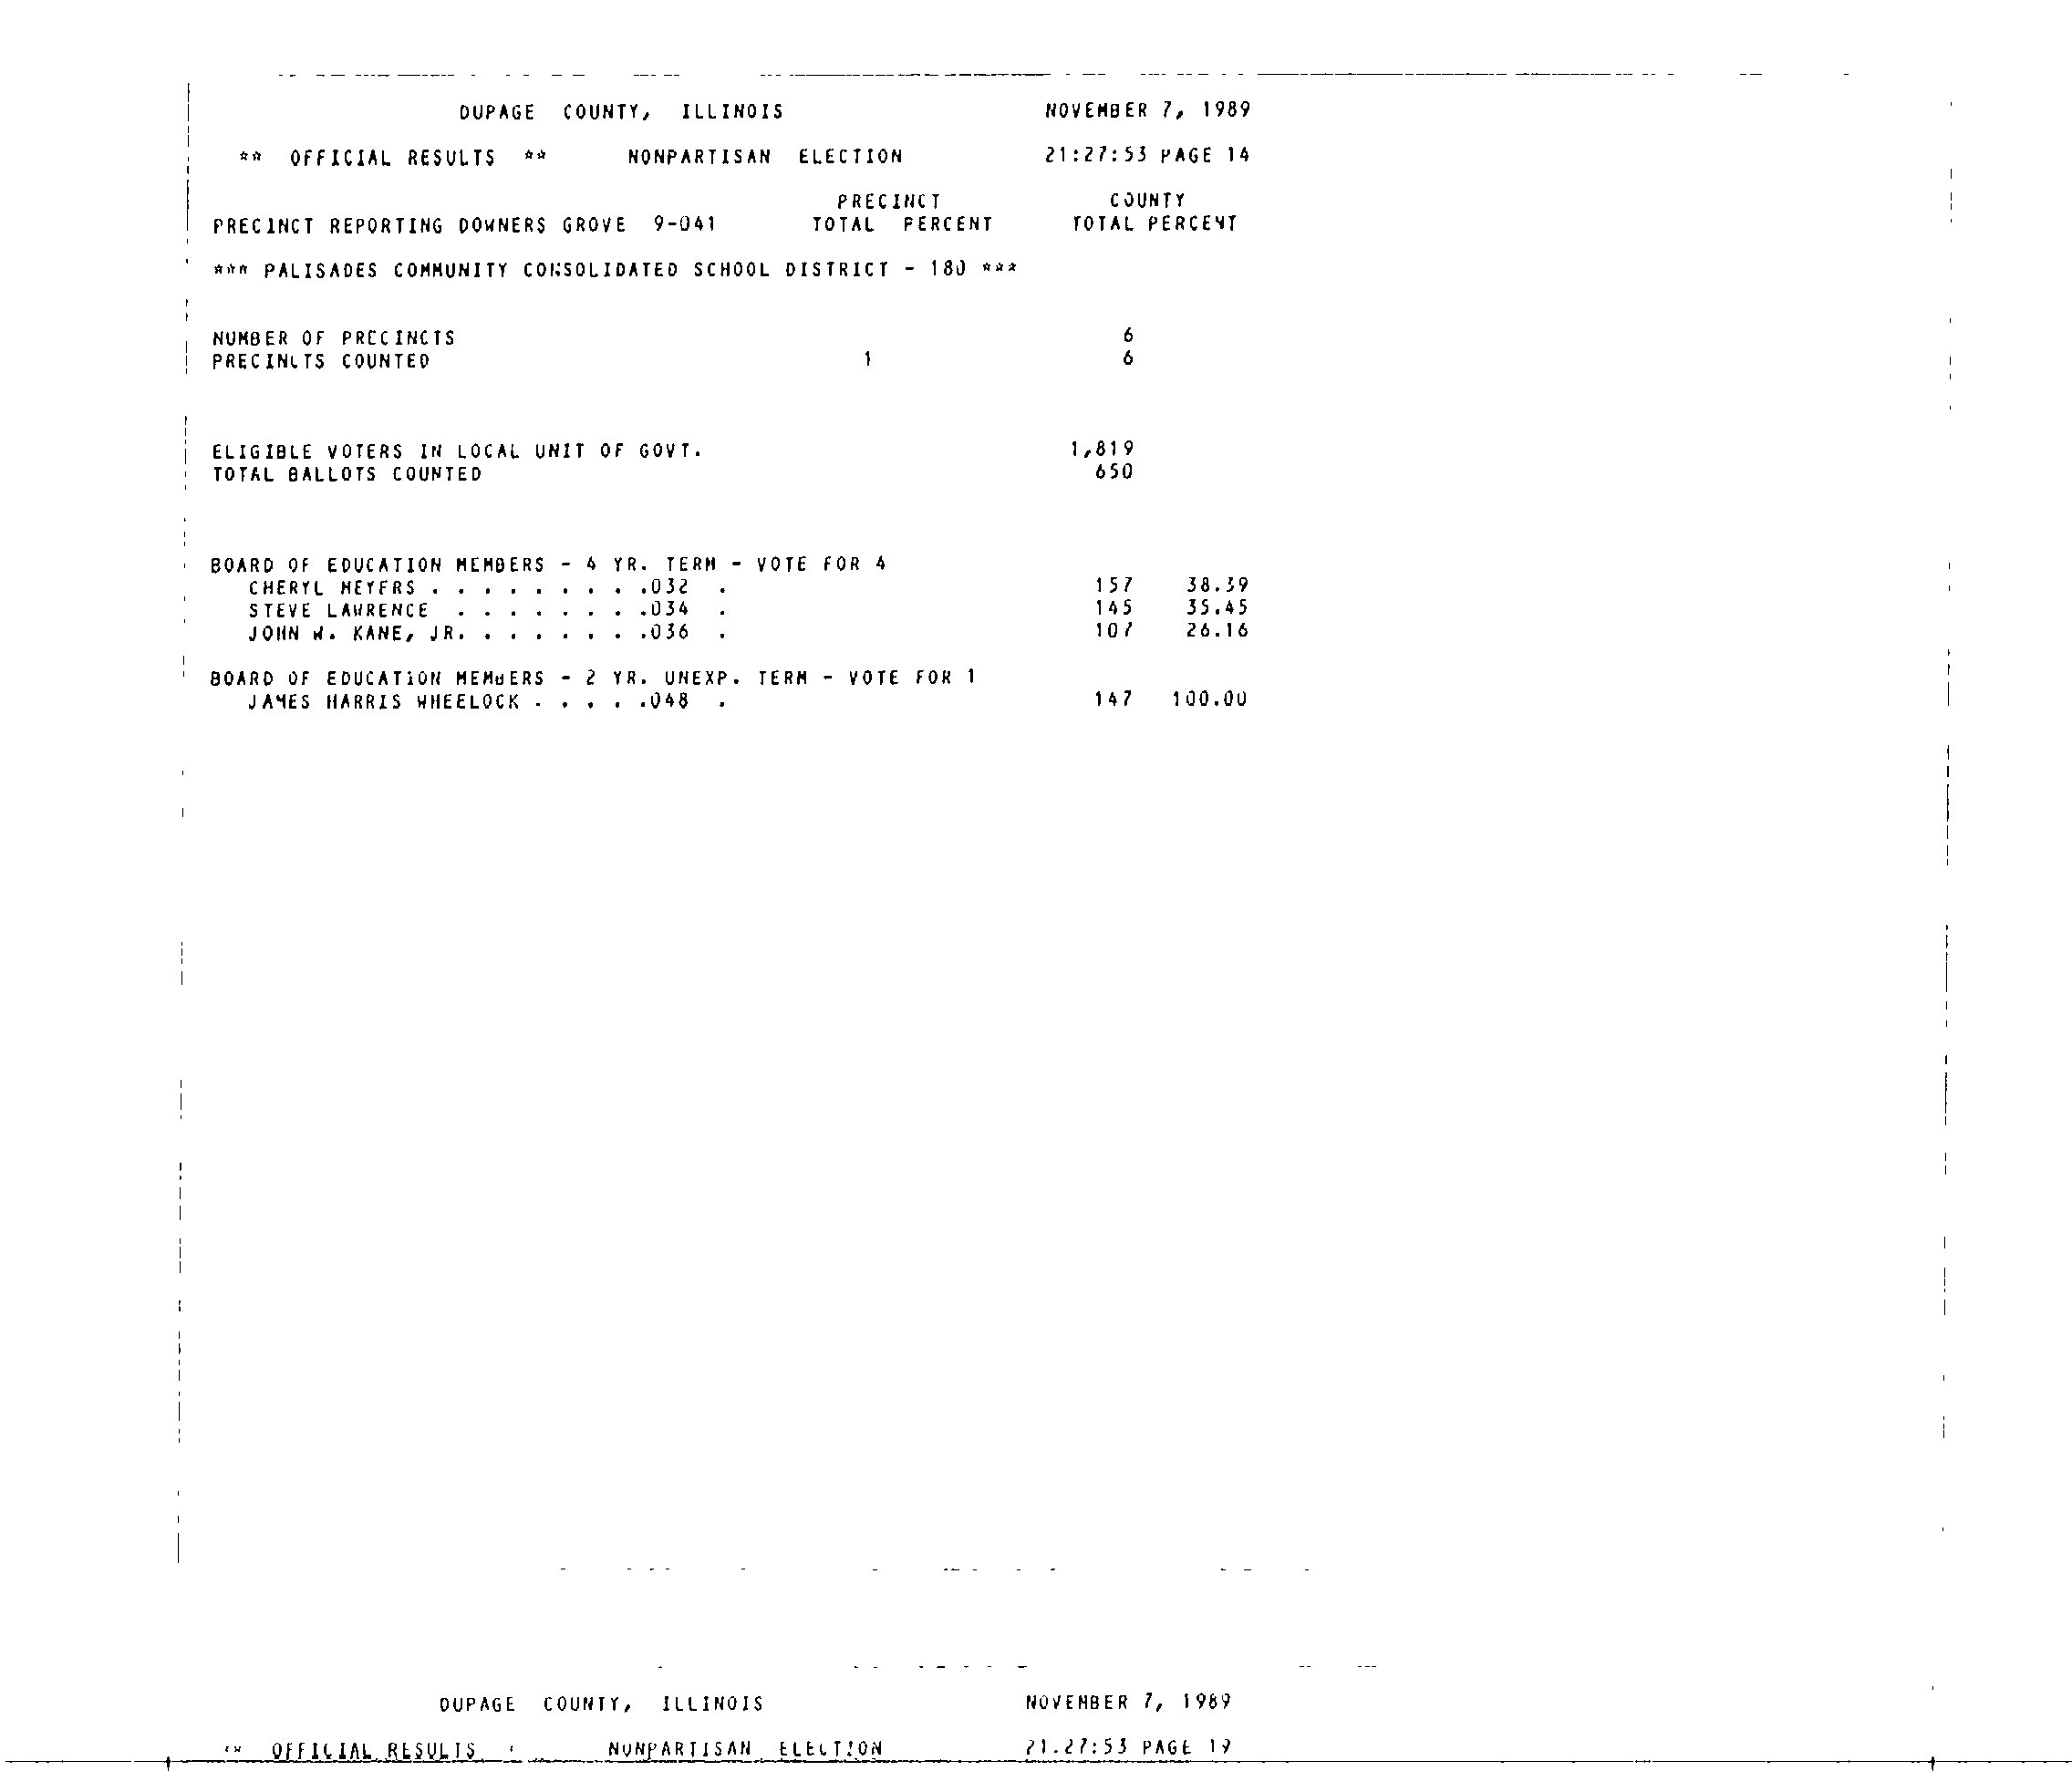 DUPAGE COUNTY, ILLINOIS NOVEMBER 7, 1989
** OFFICIAL RESULTS ** NONPARTISAN ELECTION 21:27:53 PAGE 14
PRECINCT COUNTY
PRECINCT REPORTING DOWNERS GROVE 9-041 TOTAL PERCENT TOTAL PERCENT
*** PALISADES COMMUNITY CONSOLIDATED SCHOOL DISTRICT - 180 ***
NUMBER OF PRECINCTS 6
PRECINCTS COUNTED 1 6
ELIGIBLE VOTERS IN LOCAL UNIT OF GOVT. 1,819
TOTAL BALLOTS COUNTED 650
BOARD OF EDUCATION MEMBERS - 4 YR. TERM - VOTE FOR 4
CHERYL MEYERS . . . . . . . . .032 . 157 38.39
STEVE LAWRENCE . . . . . . . .034 . 145 35.45
JOHN W. KANE, JR. . . . . . . .036 . 107 26.16
BOARD OF EDUCATION MEMBERS - 2 YR. UNEXP. TERM - VOTE FOR 1
JAMES HARRIS WHEELOCK . . . . .048 . 147 100.00
DUPAGE COUNTY, ILLINOIS NOVEMBER 7, 1989
OFFICIAL RESULTS NONPARTISAN ELECTION 21:27:53 PAGE 19